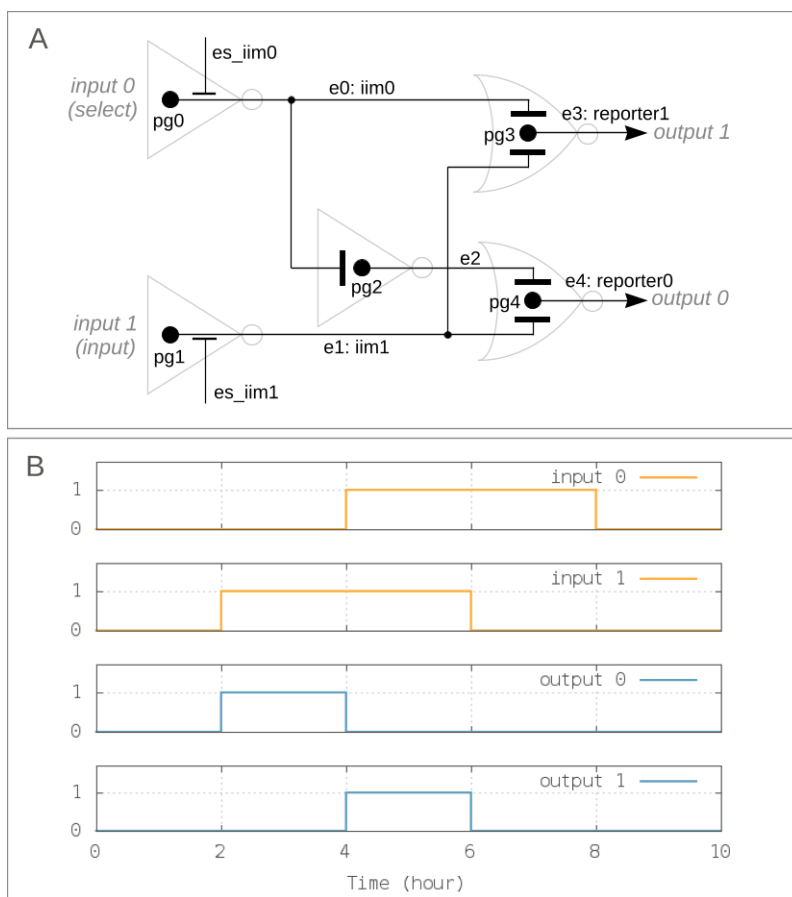 A
es_iim0
input 0
(select)
pg0
e0: iim0
e3: reporter1
pg3
output 1
e2
pg2
e4: reporter0
pg4
output 0
input 1
(input)
pg1
e1: iim1
es_iim1
B
input 0
1
0
input 1
1
0
output 0
1
0
output 1
1
0
0 2 4 6 8 10
Time (hour)